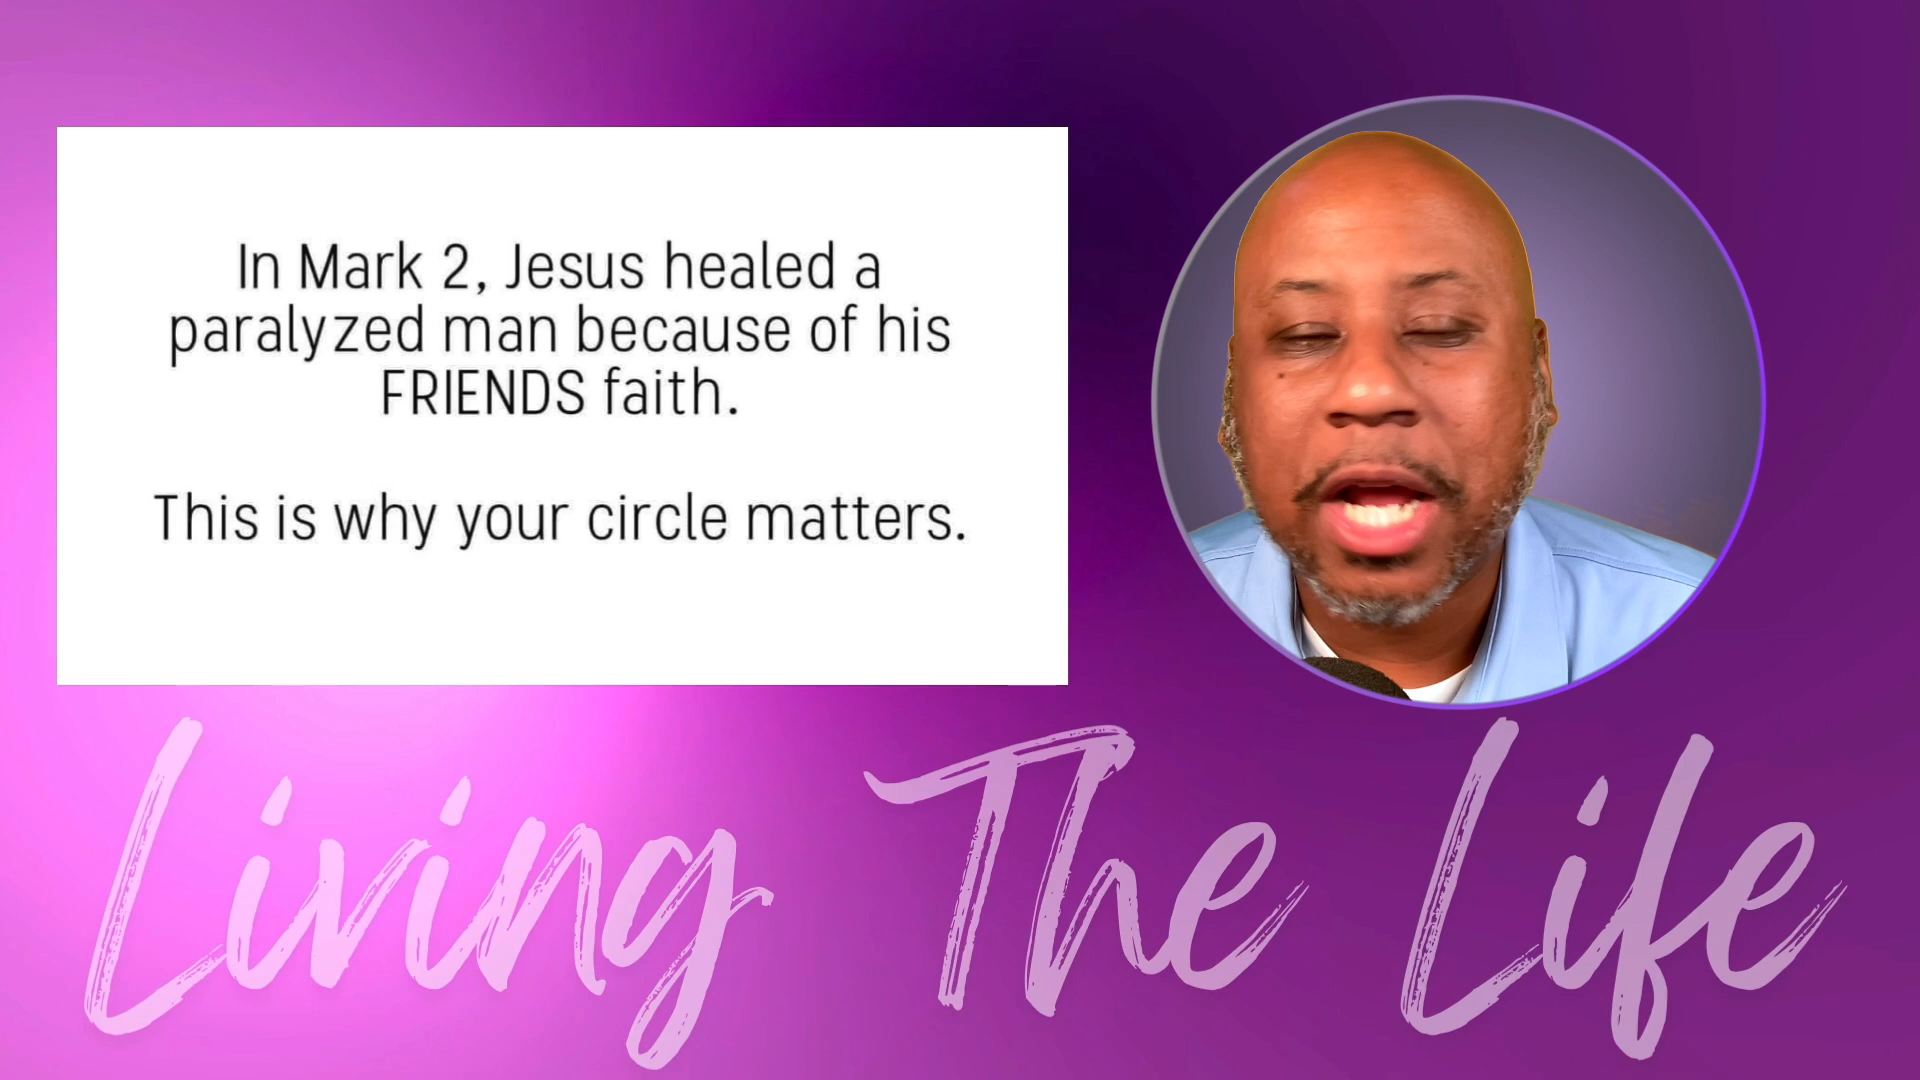 In Mark 2, Jesus healed a
paralyzed man because of his
FRIENDS faith.
This is why your circle matters.
Living The Life